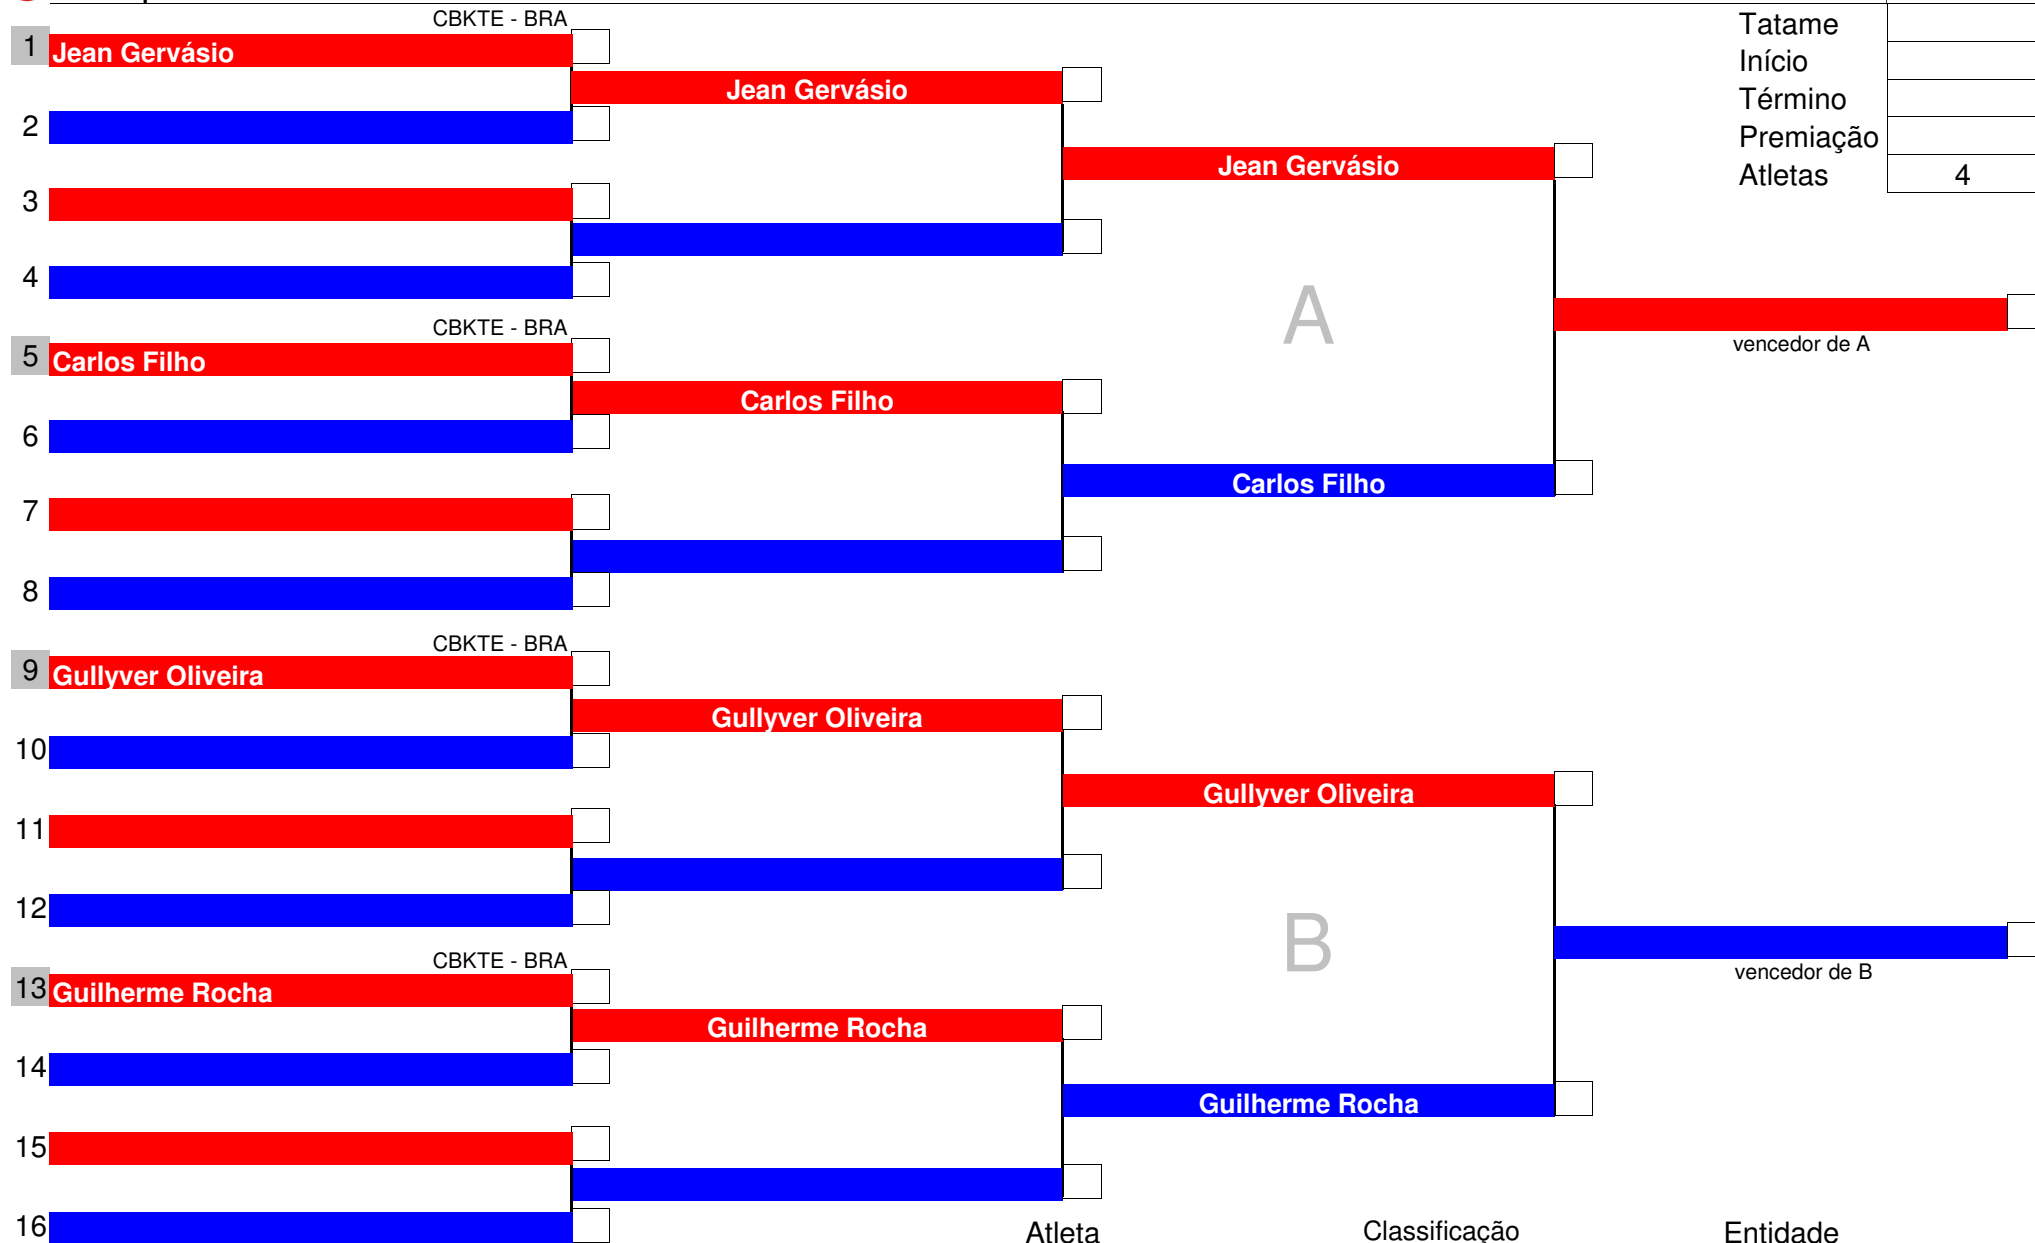 CBKTE - BRA
Tatame
1 Jean Gervásio
Início
Jean Gervásio
Término
2
Premiação
Jean Gervásio
Atletas 4
3
4
CBKTE - BRA
A
vencedor de A
5 Carlos Filho
Carlos Filho
6
Carlos Filho
7
8
CBKTE - BRA
9 Gullyver Oliveira
Gullyver Oliveira
10
Gullyver Oliveira
11
12
B
CBKTE - BRA
vencedor de B
13 Guilherme Rocha
Guilherme Rocha
14
Guilherme Rocha
15
16
Atleta Classificação Entidade